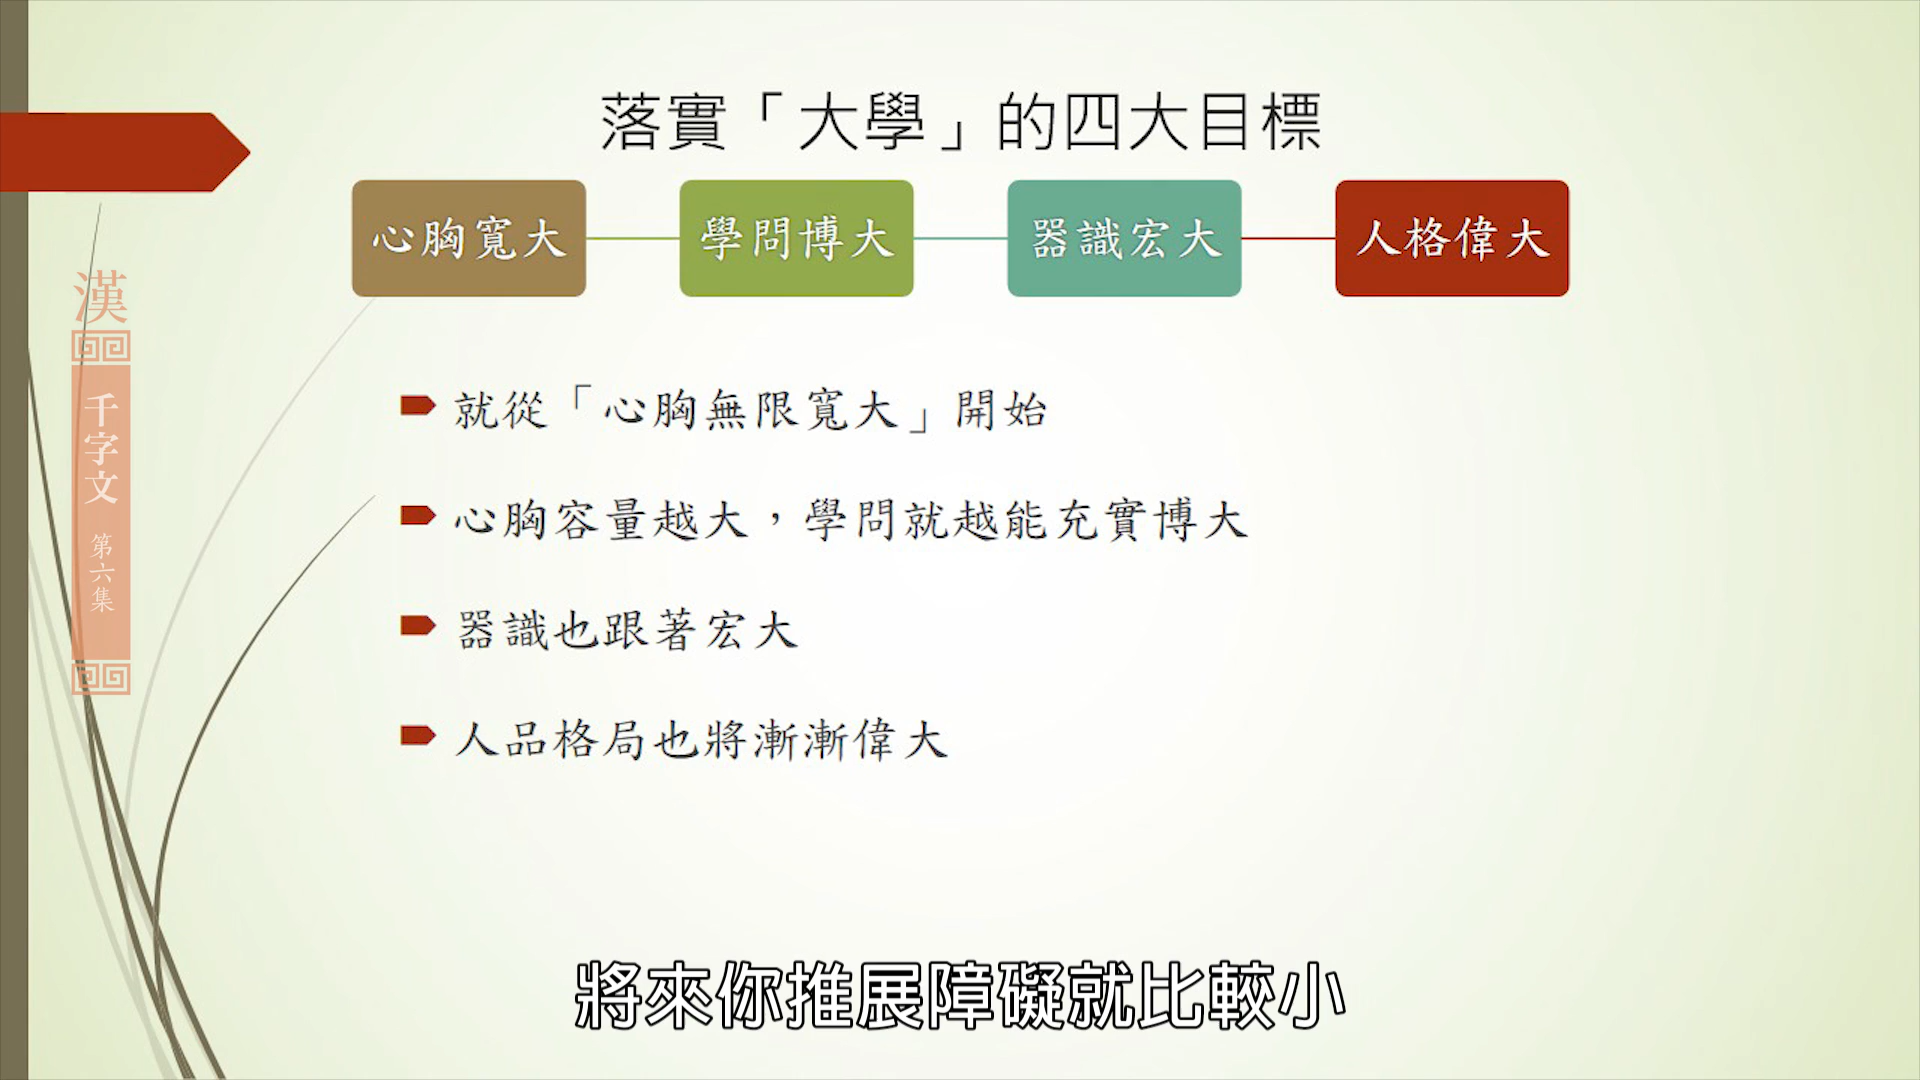 落實「大學」的四大目標
心胸寬大
學問博大
器識宏大
人格偉大
就從「心胸無限寬大」開始
心胸容量越大，學問就越能充實博大
器識也跟著宏大
人品格局也將漸漸偉大
漢
千字文
第六集
將來你推展障礙就比較小